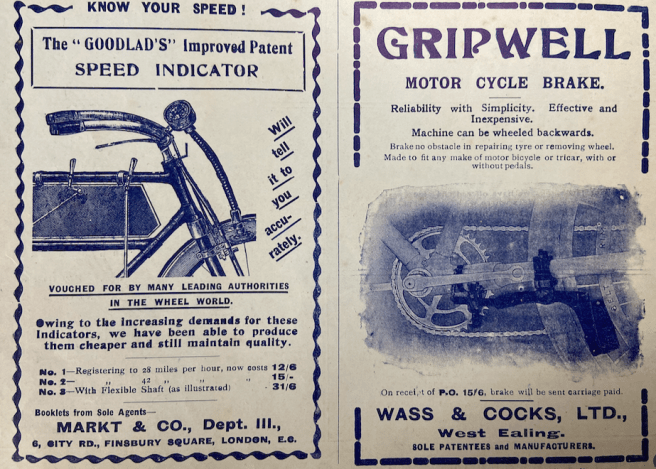 KNOW YOUR SPEED!
The "GOODLAD'S" Improved Patent
SPEED INDICATOR
Will
tell
it to
you
accu-
rately.
VOUCHED FOR BY MANY LEADING AUTHORITIES
IN THE WHEEL WORLD.
Owing to the increasing demands for these
Indicators, we have been able to produce
them cheaper and still maintain quality.
No. 1—Registering to 28 miles per hour, now costs 12/6
No. 2— „ 42 „ „ „ 15/-
No. 3—With Flexible Shaft (as illustrated) - 31/6
Booklets from Sole Agents—
MARKT & CO., Dept. III.,
6, CITY RD., FINSBURY SQUARE, LONDON, E.C.
GRIPWELL
MOTOR CYCLE BRAKE.
Reliability with Simplicity. Effective and
Inexpensive.
Machine can be wheeled backwards.
Brake no obstacle in repairing tyre or removing wheel.
Made to fit any make of motor bicycle or tricar, with or
without pedals.
On receipt of P.O. 15/6, brake will be sent carriage paid.
WASS & COCKS, LTD.,
West Ealing.
SOLE PATENTEES and MANUFACTURERS.